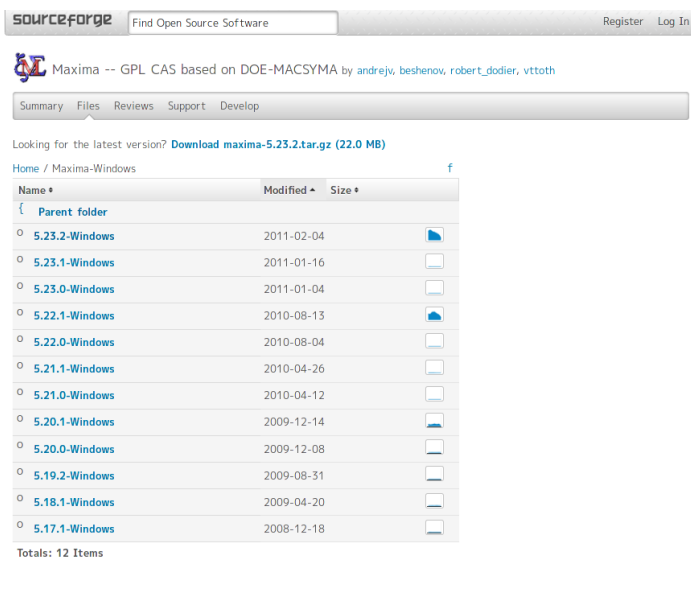 sourceforge Find Open Source Software Register Log In
Maxima -- GPL CAS based on DOE-MACSYMA by andrejv, beshenov, robert_dodier, vttoth
Summary Files Reviews Support Develop
Looking for the latest version? Download maxima-5.23.2.tar.gz (22.0 MB)
Home / Maxima-Windows f
Name Modified Size
{ Parent folder
o 5.23.2-Windows 2011-02-04
o 5.23.1-Windows 2011-01-16
o 5.23.0-Windows 2011-01-04
o 5.22.1-Windows 2010-08-13
o 5.22.0-Windows 2010-08-04
o 5.21.1-Windows 2010-04-26
o 5.21.0-Windows 2010-04-12
o 5.20.1-Windows 2009-12-14
o 5.20.0-Windows 2009-12-08
o 5.19.2-Windows 2009-08-31
o 5.18.1-Windows 2009-04-20
o 5.17.1-Windows 2008-12-18
Totals: 12 Items